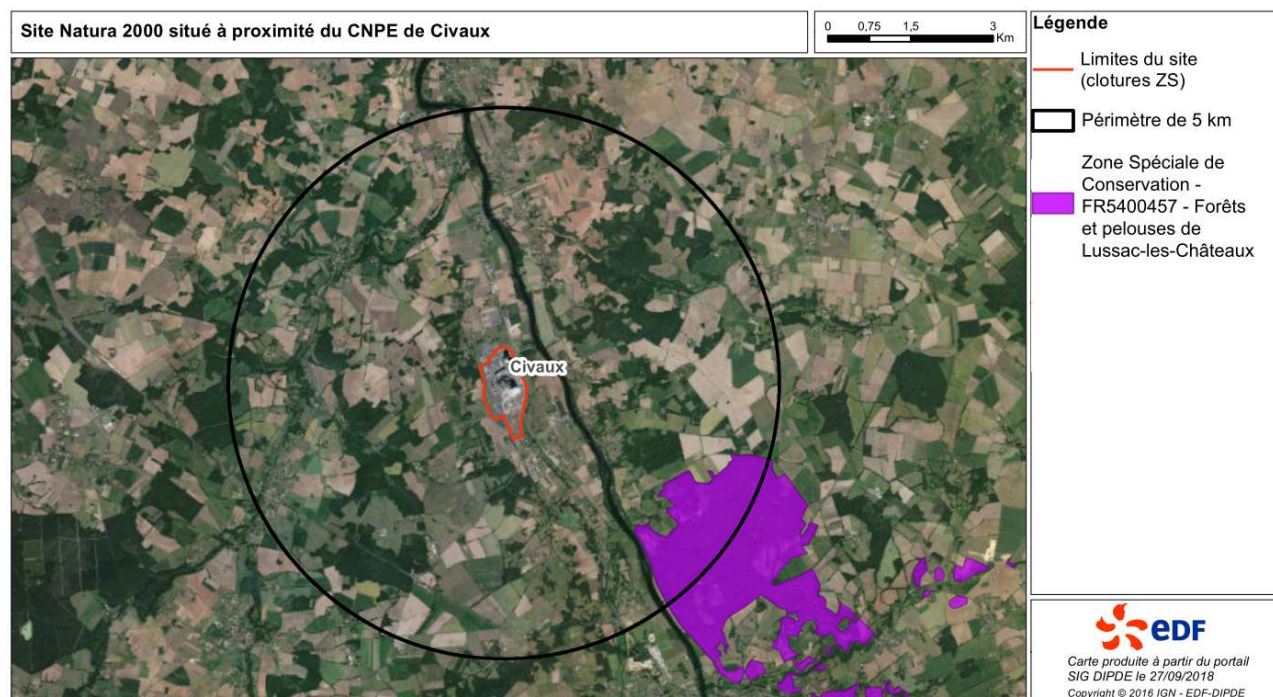 Site Natura 2000 situé à proximité du CNPE de Civaux
0 0,75 1,5 3
Km
Civaux
Légende
Limites du site
(clotures ZS)
Périmètre de 5 km
Zone Spéciale de
Conservation -
FR5400457 - Forêts
et pelouses de
Lussac-les-Châteaux
eDF
Carte produite à partir du portail
SIG DIPDE le 27/09/2018
Copyright © 2016 IGN - EDF-DIPDE